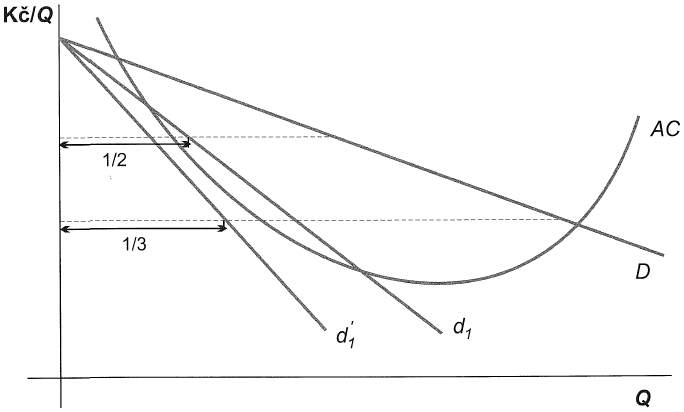 Kč/Q
AC
1/2
1/3
D
d₁'
d₁
Q